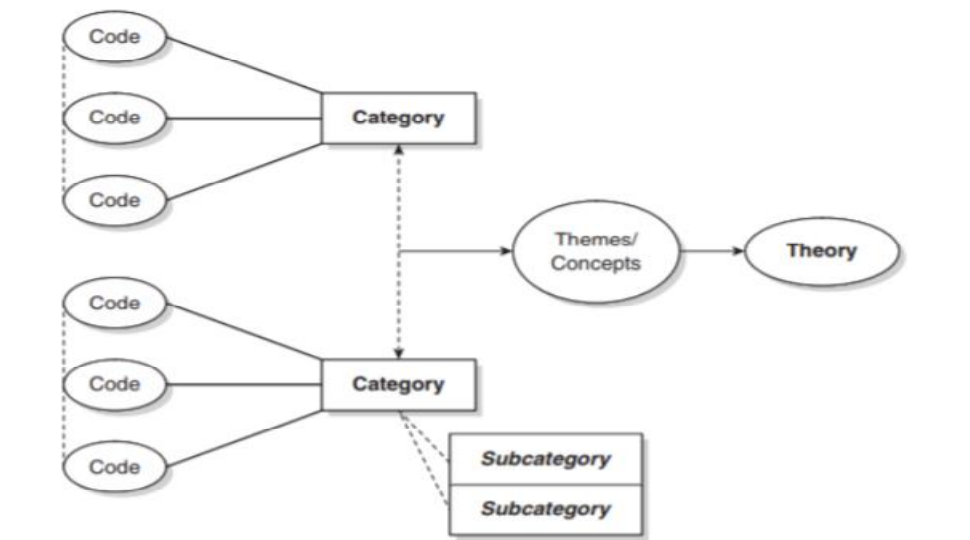 Code
Code
Category
Code
Themes/
Concepts
Theory
Code
Code
Category
Code
Subcategory
Subcategory